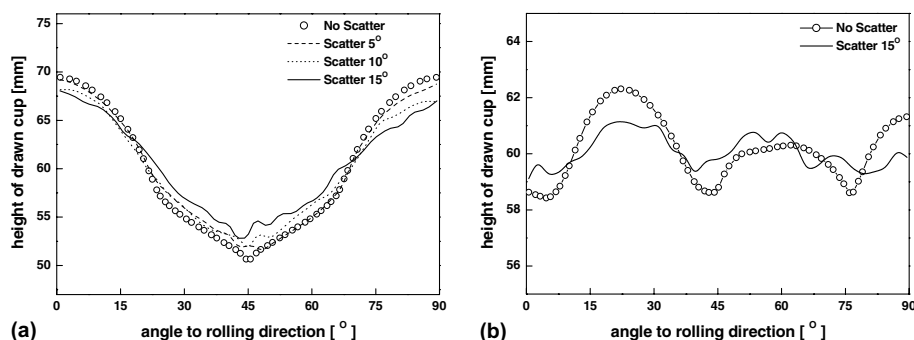 No Scatter
Scatter 5°
Scatter 10°
Scatter 15°
height of drawn cup [mm]
75
70
65
60
55
50
0 15 30 45 60 75 90
(a)
angle to rolling direction [ ° ]
No Scatter
Scatter 15°
height of drawn cup [mm]
64
62
60
58
56
0 15 30 45 60 75 90
(b)
angle to rolling direction [ ° ]